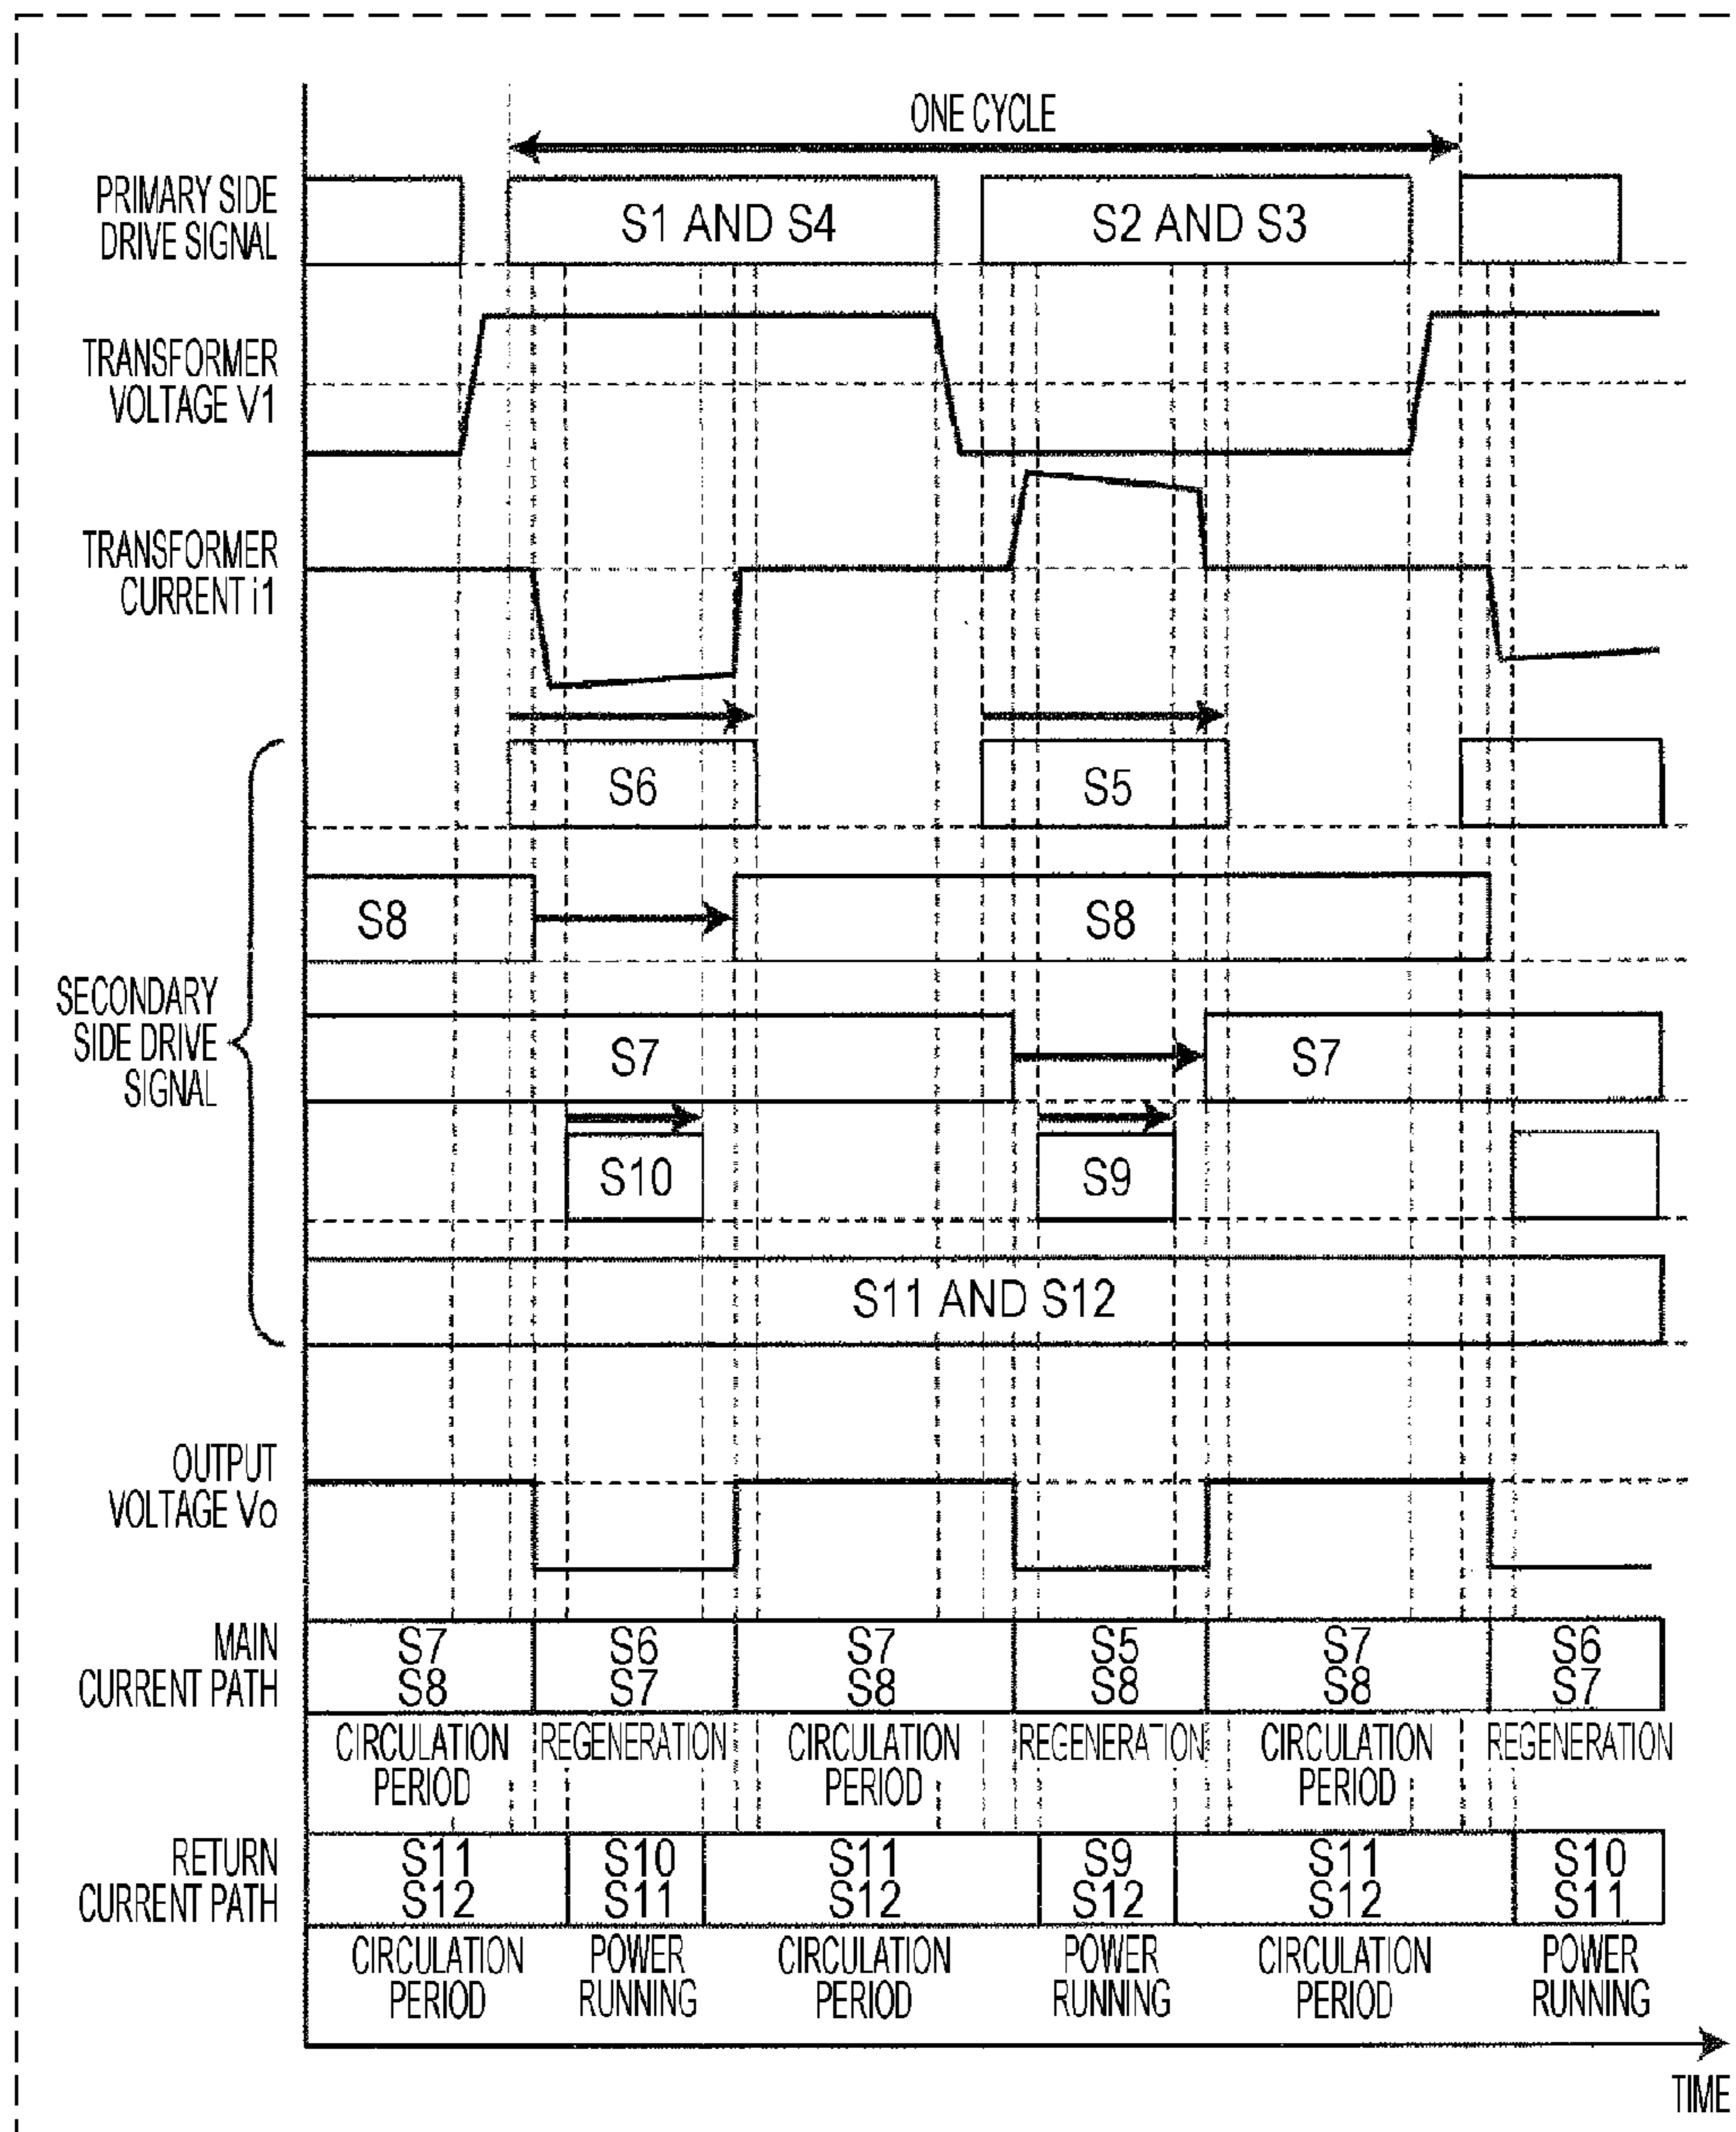 ONE CYCLE
PRIMARY SIDE
DRIVE SIGNAL
S1 AND S4
S2 AND S3
TRANSFORMER
VOLTAGE V1
TRANSFORMER
CURRENT i1
S6
S5
S8
S8
SECONDARY
SIDE DRIVE
SIGNAL
S7
S7
S10
S9
S11 AND S12
OUTPUT
VOLTAGE Vo
MAIN
CURRENT PATH
S7
S8
S6
S7
S7
S8
S5
S8
S7
S8
S6
S7
CIRCULATION
PERIOD
REGENERATION
CIRCULATION
PERIOD
REGENERATION
CIRCULATION
PERIOD
REGENERATION
RETURN
CURRENT PATH
S11
S12
S10
S11
S11
S12
S9
S12
S11
S12
S10
S11
CIRCULATION
PERIOD
POWER
RUNNING
CIRCULATION
PERIOD
POWER
RUNNING
CIRCULATION
PERIOD
POWER
RUNNING
TIME